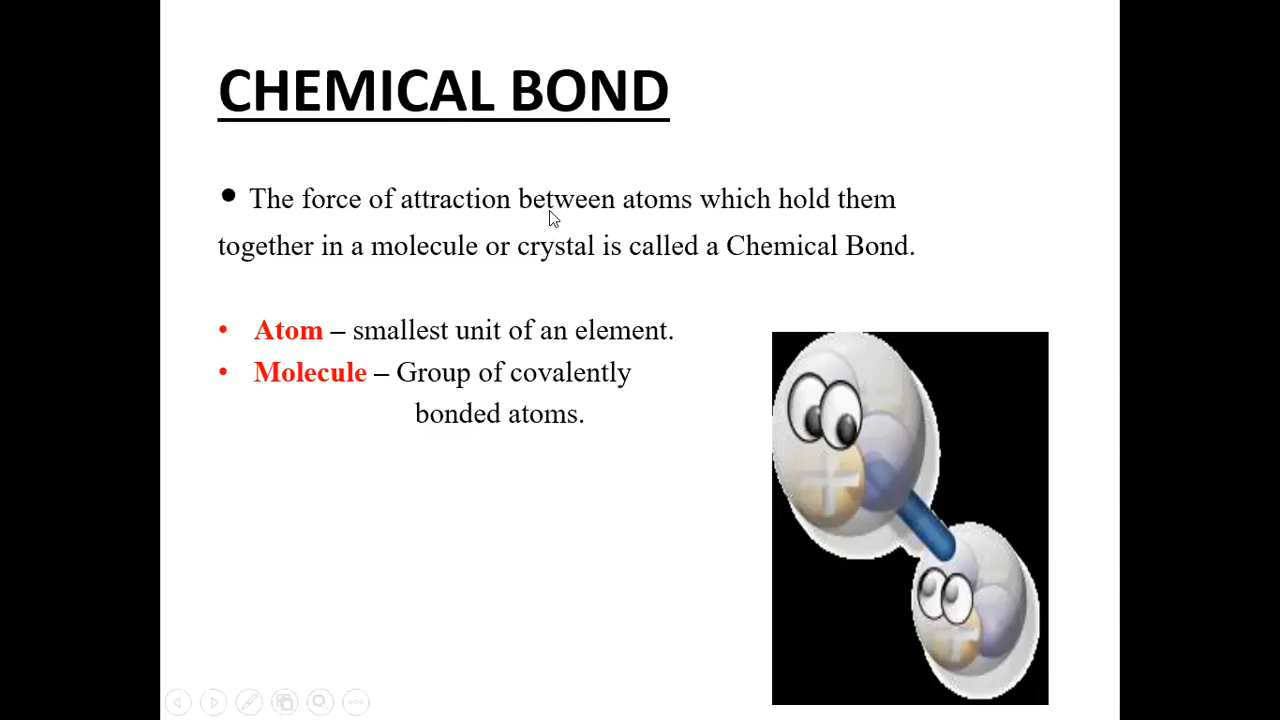 CHEMICAL BOND
• The force of attraction between atoms which hold them
together in a molecule or crystal is called a Chemical Bond.
• Atom – smallest unit of an element.
• Molecule – Group of covalently
bonded atoms.